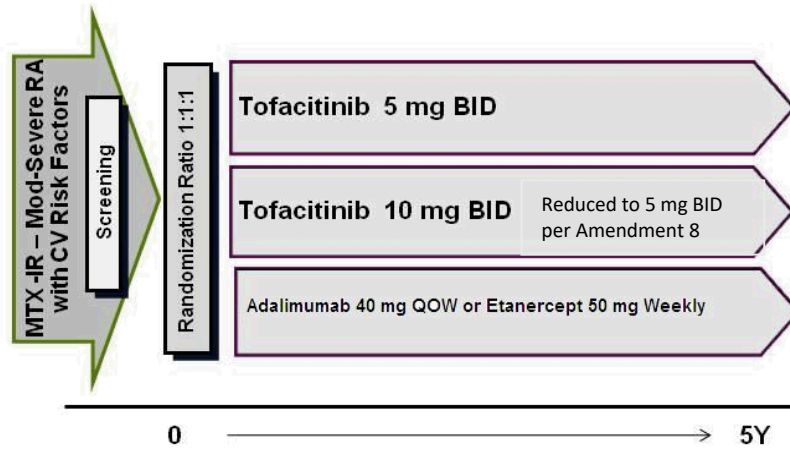 MTX-IR – Mod-Severe RA
with CV Risk Factors
Screening
Randomization Ratio 1:1:1
Tofacitinib 5 mg BID
Tofacitinib 10 mg BID
Reduced to 5 mg BID
per Amendment 8
Adalimumab 40 mg QOW or Etanercept 50 mg Weekly
0
5Y